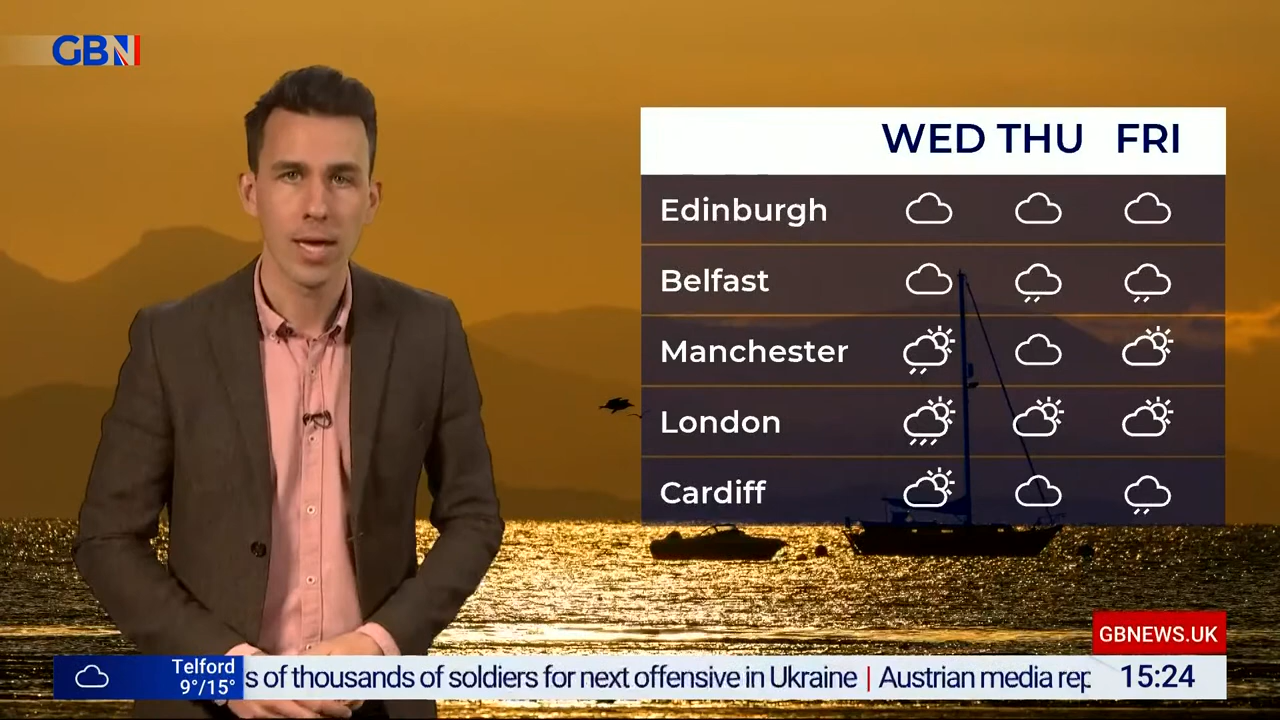 GBN
WED THU FRI
Edinburgh
Belfast
Manchester
London
Cardiff
GBNEWS.UK
Telford
9°/15°
s of thousands of soldiers for next offensive in Ukraine | Austrian media rep
15:24